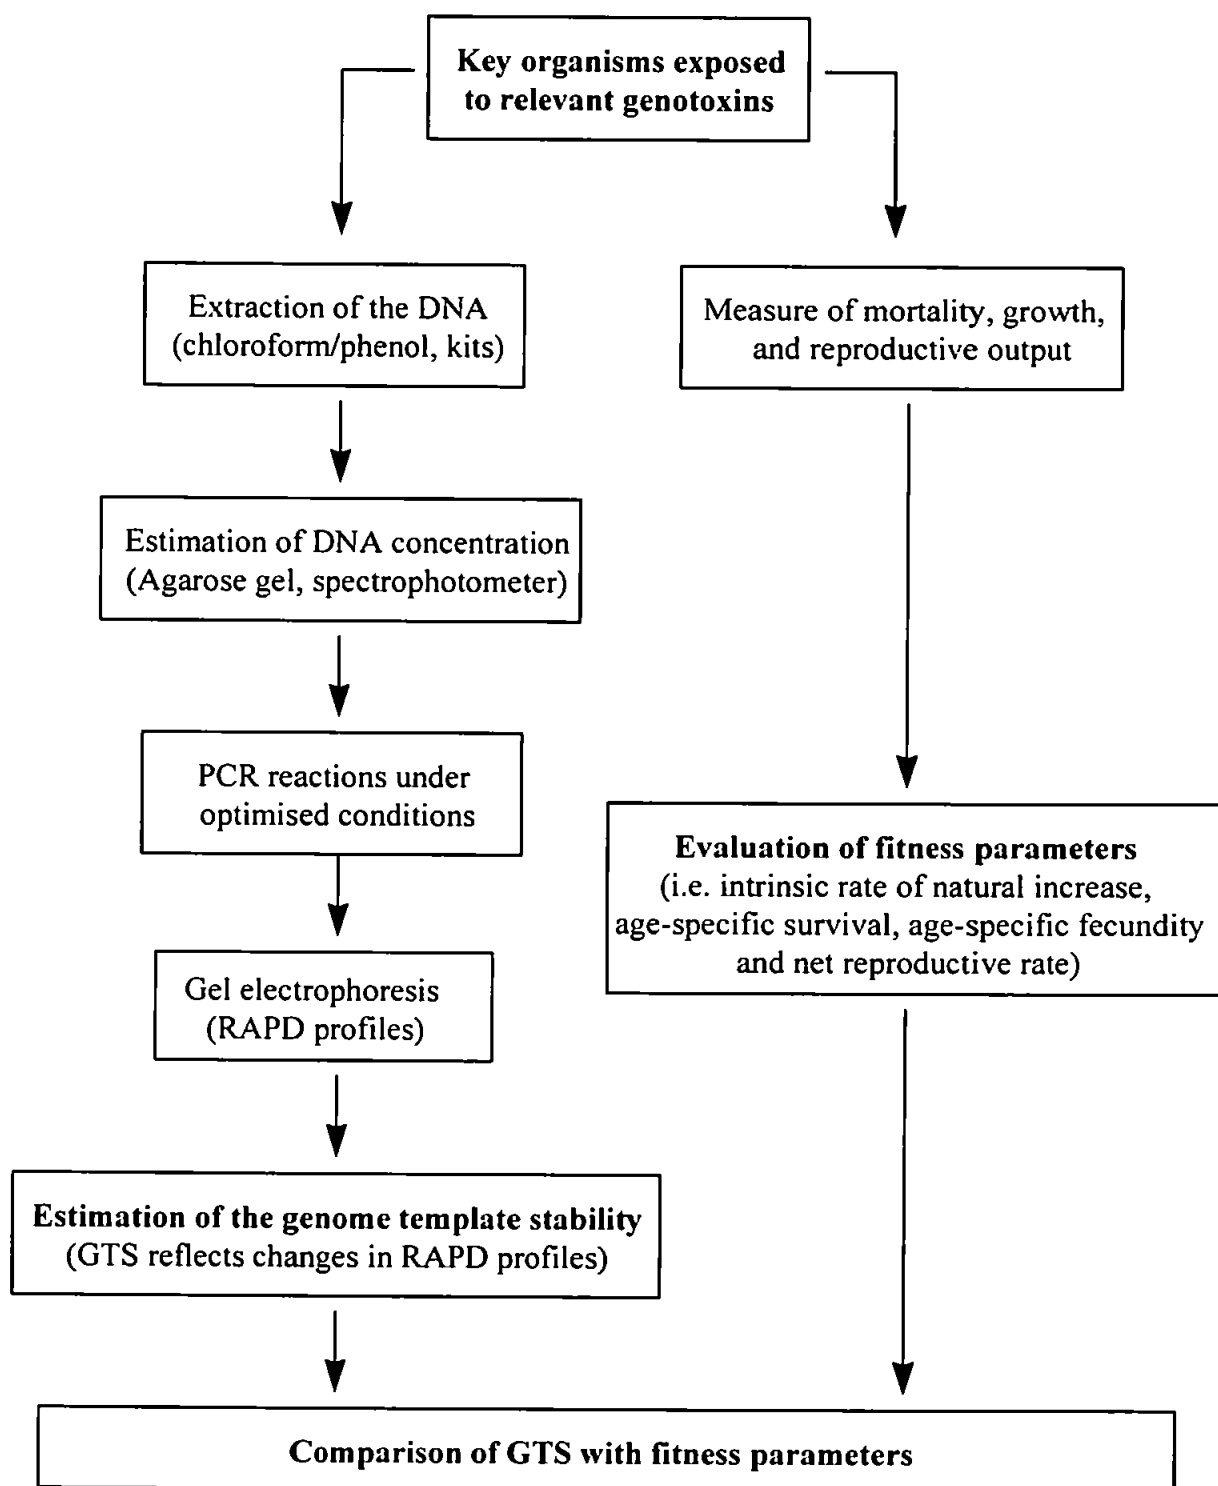 Key organisms exposed
to relevant genotoxins
Extraction of the DNA
(chloroform/phenol, kits)
Measure of mortality, growth,
and reproductive output
Estimation of DNA concentration
(Agarose gel, spectrophotometer)
PCR reactions under
optimised conditions
Evaluation of fitness parameters
(i.e. intrinsic rate of natural increase,
age-specific survival, age-specific fecundity
and net reproductive rate)
Gel electrophoresis
(RAPD profiles)
Estimation of the genome template stability
(GTS reflects changes in RAPD profiles)
Comparison of GTS with fitness parameters